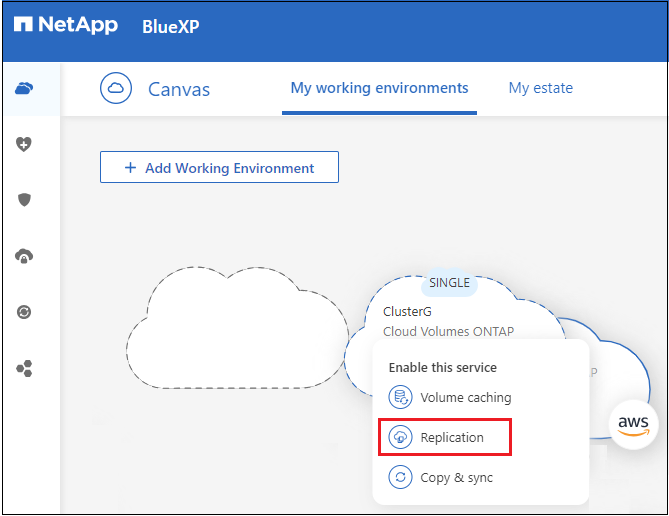 NetApp BlueXP
Canvas My working environments My estate
+ Add Working Environment
SINGLE
ClusterG
Cloud Volumes ONTAP
Enable this service
Volume caching
Replication
Copy & sync
aws